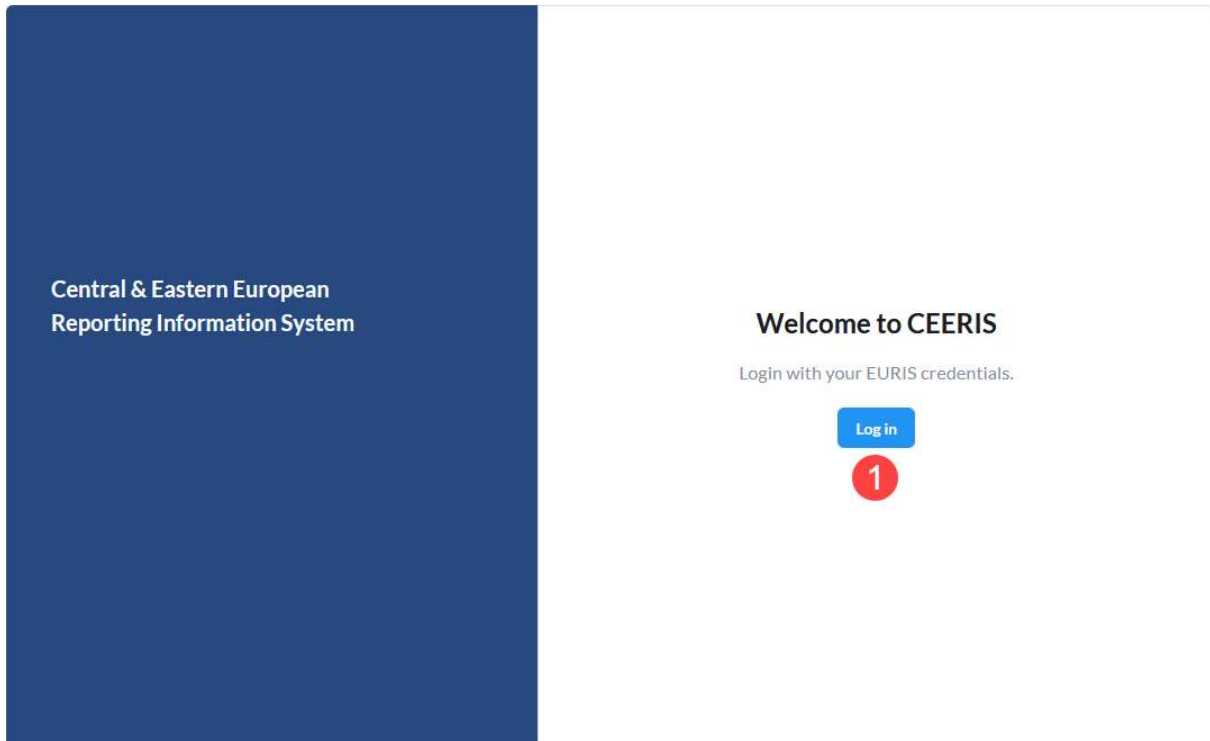 Central & Eastern European
Reporting Information System
Welcome to CEERIS
Login with your EURIS credentials.
Log in
1